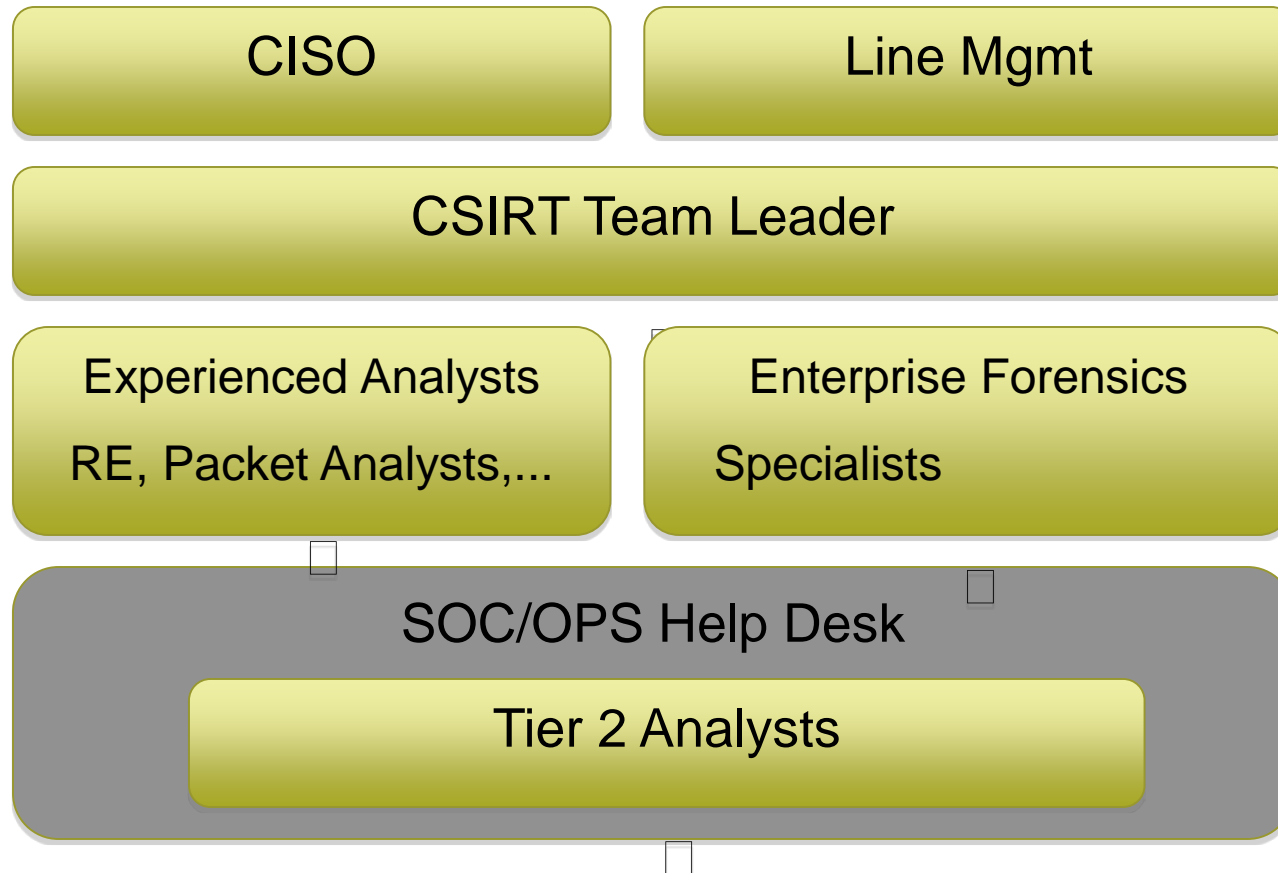 CISO
Line Mgmt
CSIRT Team Leader
Experienced Analysts
RE, Packet Analysts,...
Enterprise Forensics
Specialists
SOC/OPS Help Desk
Tier 2 Analysts